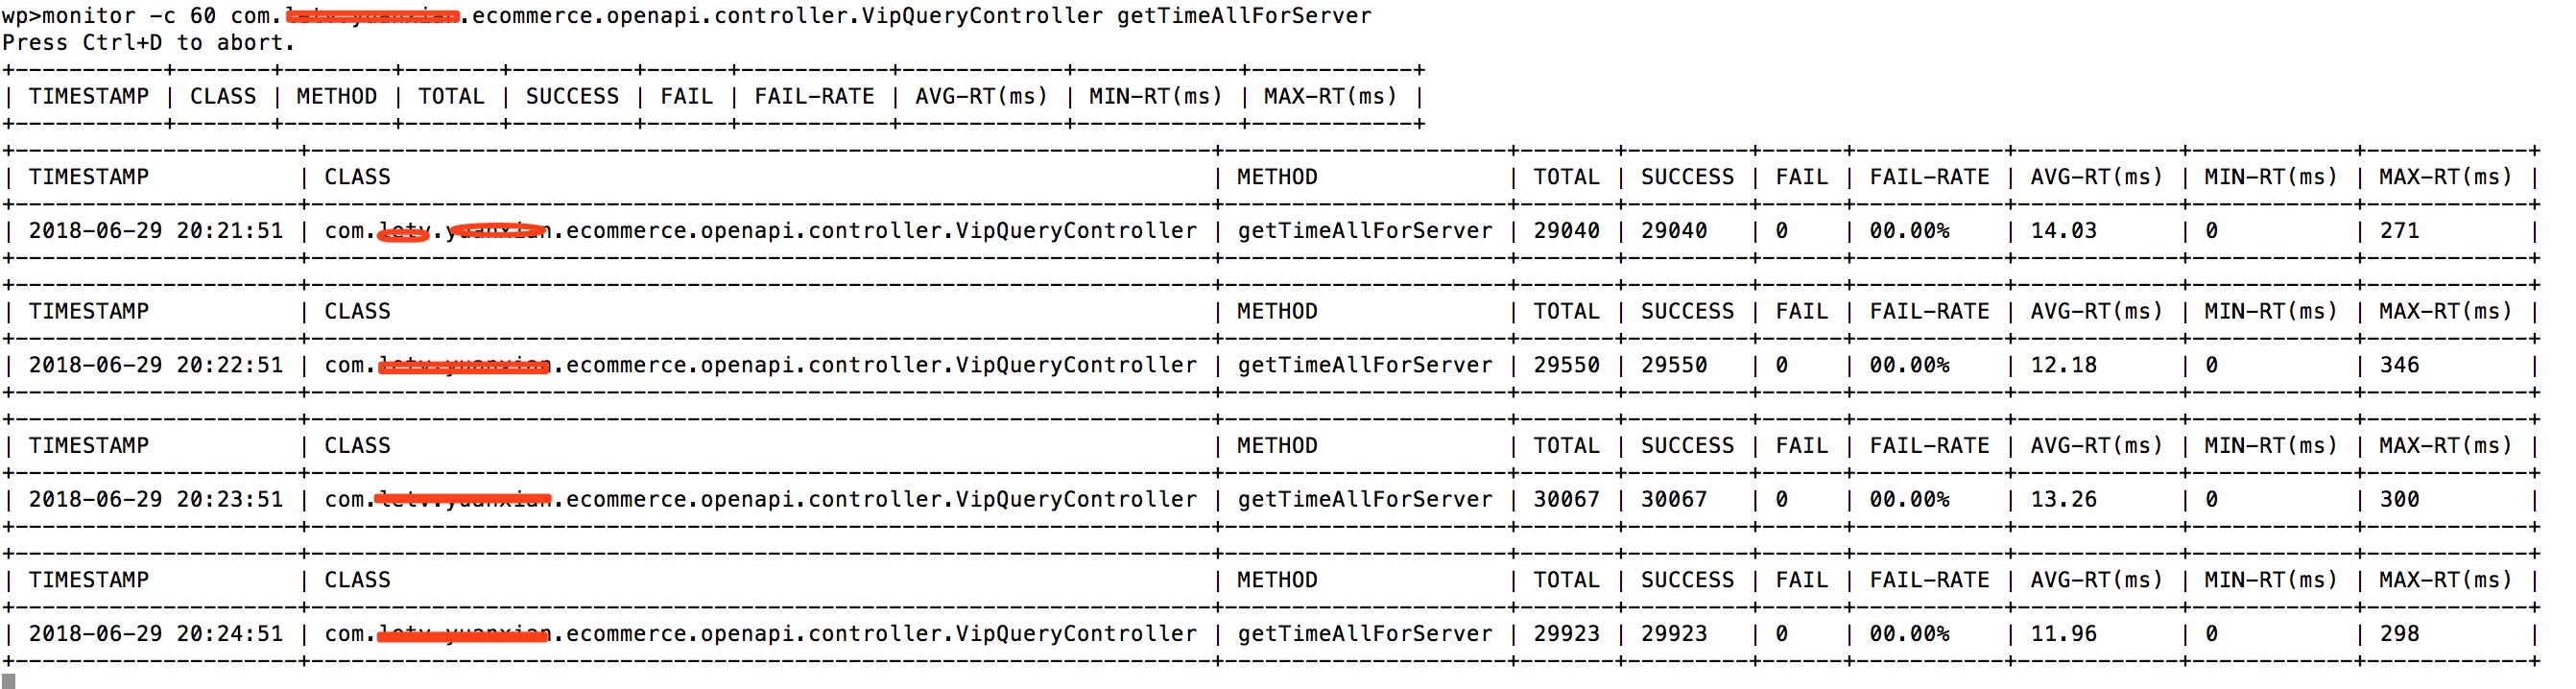 wp>monitor -c 60 com. .ecommerce.openapi.controller.VipQueryController getTimeAllForServer
Press Ctrl+D to abort.
| TIMESTAMP | CLASS | METHOD | TOTAL | SUCCESS | FAIL | FAIL-RATE | AVG-RT(ms) | MIN-RT(ms) | MAX-RT(ms) |
| TIMESTAMP | CLASS | METHOD | TOTAL | SUCCESS | FAIL | FAIL-RATE | AVG-RT(ms) | MIN-RT(ms) | MAX-RT(ms) |
| 2018-06-29 20:21:51 | com. .ecommerce.openapi.controller.VipQueryController | getTimeAllForServer | 29040 | 29040 | 0 | 00.00% | 14.03 | 0 | 271 |
| TIMESTAMP | CLASS | METHOD | TOTAL | SUCCESS | FAIL | FAIL-RATE | AVG-RT(ms) | MIN-RT(ms) | MAX-RT(ms) |
| 2018-06-29 20:22:51 | com. .ecommerce.openapi.controller.VipQueryController | getTimeAllForServer | 29550 | 29550 | 0 | 00.00% | 12.18 | 0 | 346 |
| TIMESTAMP | CLASS | METHOD | TOTAL | SUCCESS | FAIL | FAIL-RATE | AVG-RT(ms) | MIN-RT(ms) | MAX-RT(ms) |
| 2018-06-29 20:23:51 | com. .ecommerce.openapi.controller.VipQueryController | getTimeAllForServer | 30067 | 30067 | 0 | 00.00% | 13.26 | 0 | 300 |
| TIMESTAMP | CLASS | METHOD | TOTAL | SUCCESS | FAIL | FAIL-RATE | AVG-RT(ms) | MIN-RT(ms) | MAX-RT(ms) |
| 2018-06-29 20:24:51 | com. .ecommerce.openapi.controller.VipQueryController | getTimeAllForServer | 29923 | 29923 | 0 | 00.00% | 11.96 | 0 | 298 |